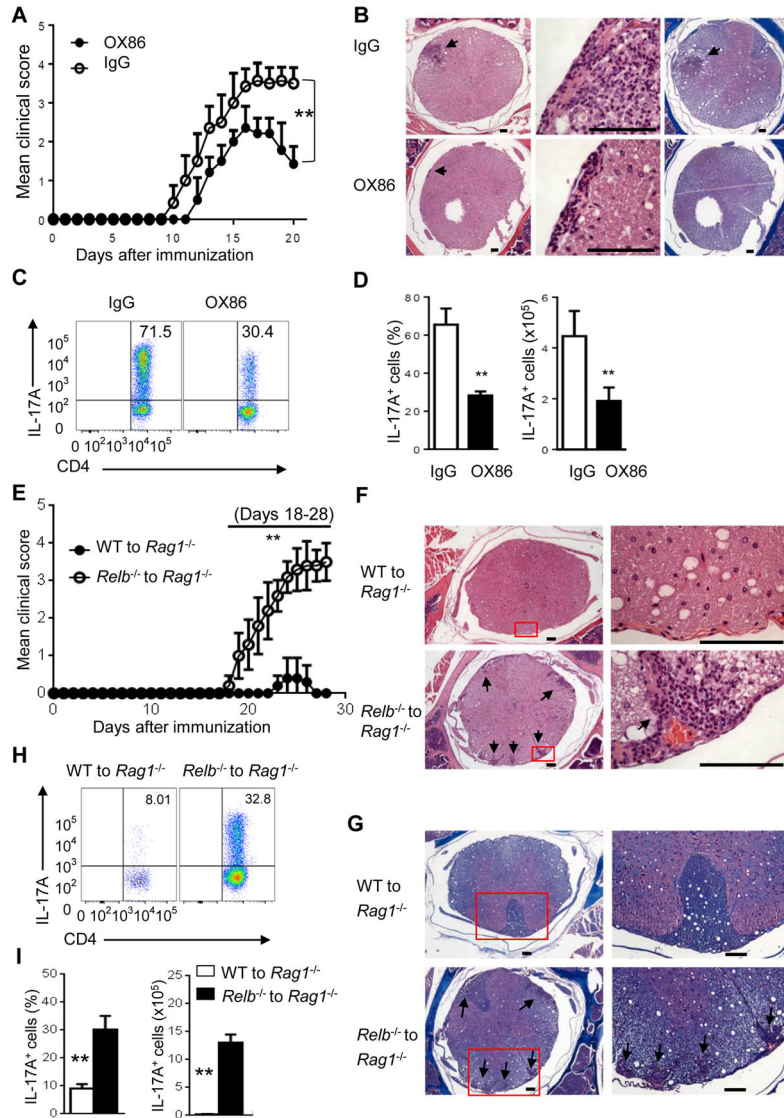 A
OX86
IgG
Mean clinical score
5
4
3
2
1
0
**
0 5 10 15 20
Days after immunization
B
IgG
OX86
C
IgG OX86
71.5 30.4
IL-17A
10⁵
10⁴
10³
10²
0
0 10²10³10⁴10⁵
CD4
D
IL-17A⁺ cells (%)
80
60
40
20
0
**
IgG OX86
IL-17A⁺ cells (x10⁵)
6
4
2
0
**
IgG OX86
E
(Days 18-28)
**
WT to Rag1⁻/⁻
Relb⁻/⁻ to Rag1⁻/⁻
Mean clinical score
5
4
3
2
1
0
0 10 20 30
Days after immunization
F
WT to
Rag1⁻/⁻
Relb⁻/⁻ to
Rag1⁻/⁻
H
WT to Rag1⁻/⁻ Relb⁻/⁻ to Rag1⁻/⁻
8.01 32.8
IL-17A
10⁵
10⁴
10³
10²
0
0 10²10³10⁴10⁵
CD4
G
WT to
Rag1⁻/⁻
Relb⁻/⁻ to
Rag1⁻/⁻
I
IL-17A⁺ cells (%)
50
40
30
20
10
0
**
IL-17A⁺ cells (x10⁵)
25
20
15
10
5
0
**
WT to Rag1⁻/⁻
Relb⁻/⁻ to Rag1⁻/⁻